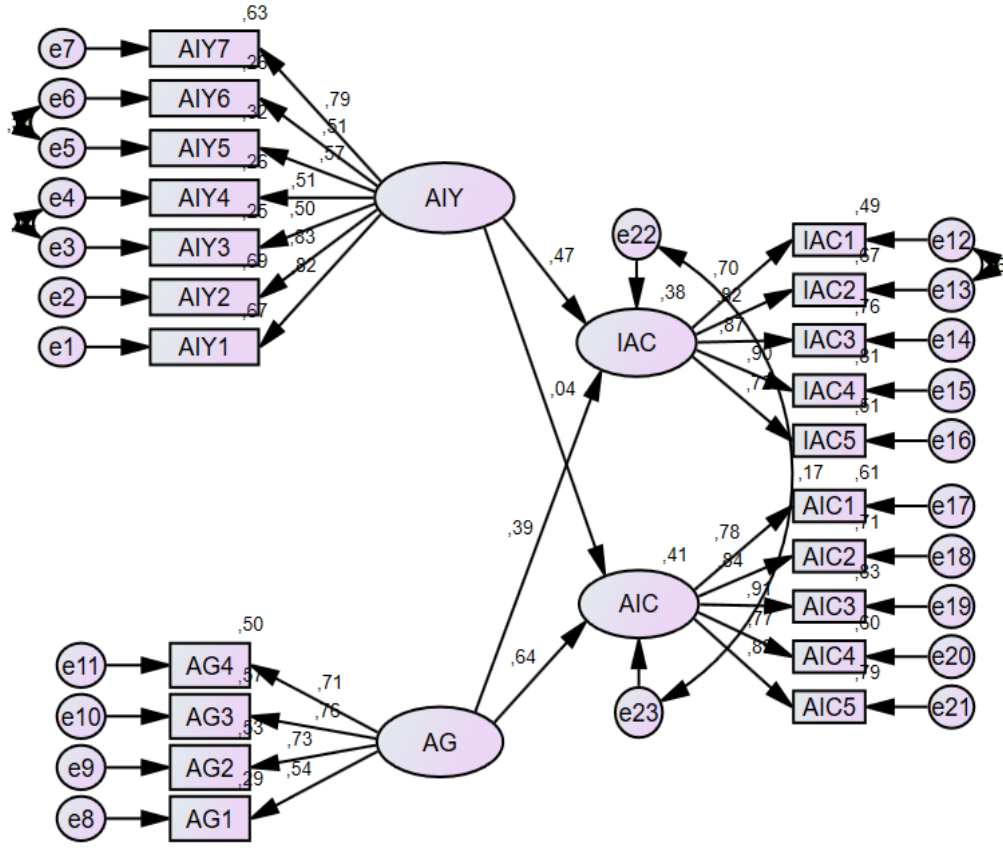 ,63
e7 AIY7
,26
e6 AIY6
,32
e5 AIY5
,26
e4 AIY4
,25
e3 AIY3
,69
e2 AIY2
,67
e1 AIY1
,79
,51
,57
,51
,50
,83
,82
AIY
,47
,04
e22
,38
IAC
,70
,82
,87
,90
,49
IAC1 e12
,67
IAC2 e13
,76
IAC3 e14
,81
IAC4 e15
IAC5 e16
,17
,39
,64
,41
AIC
e23
,78
,84
,91
,77
,61
AIC1 e17
,71
AIC2 e18
,83
AIC3 e19
,60
AIC4 e20
,79
AIC5 e21
,50
e11 AG4
,57
e10 AG3
,53
e9 AG2
,29
e8 AG1
,71
,76
,73
,54
AG